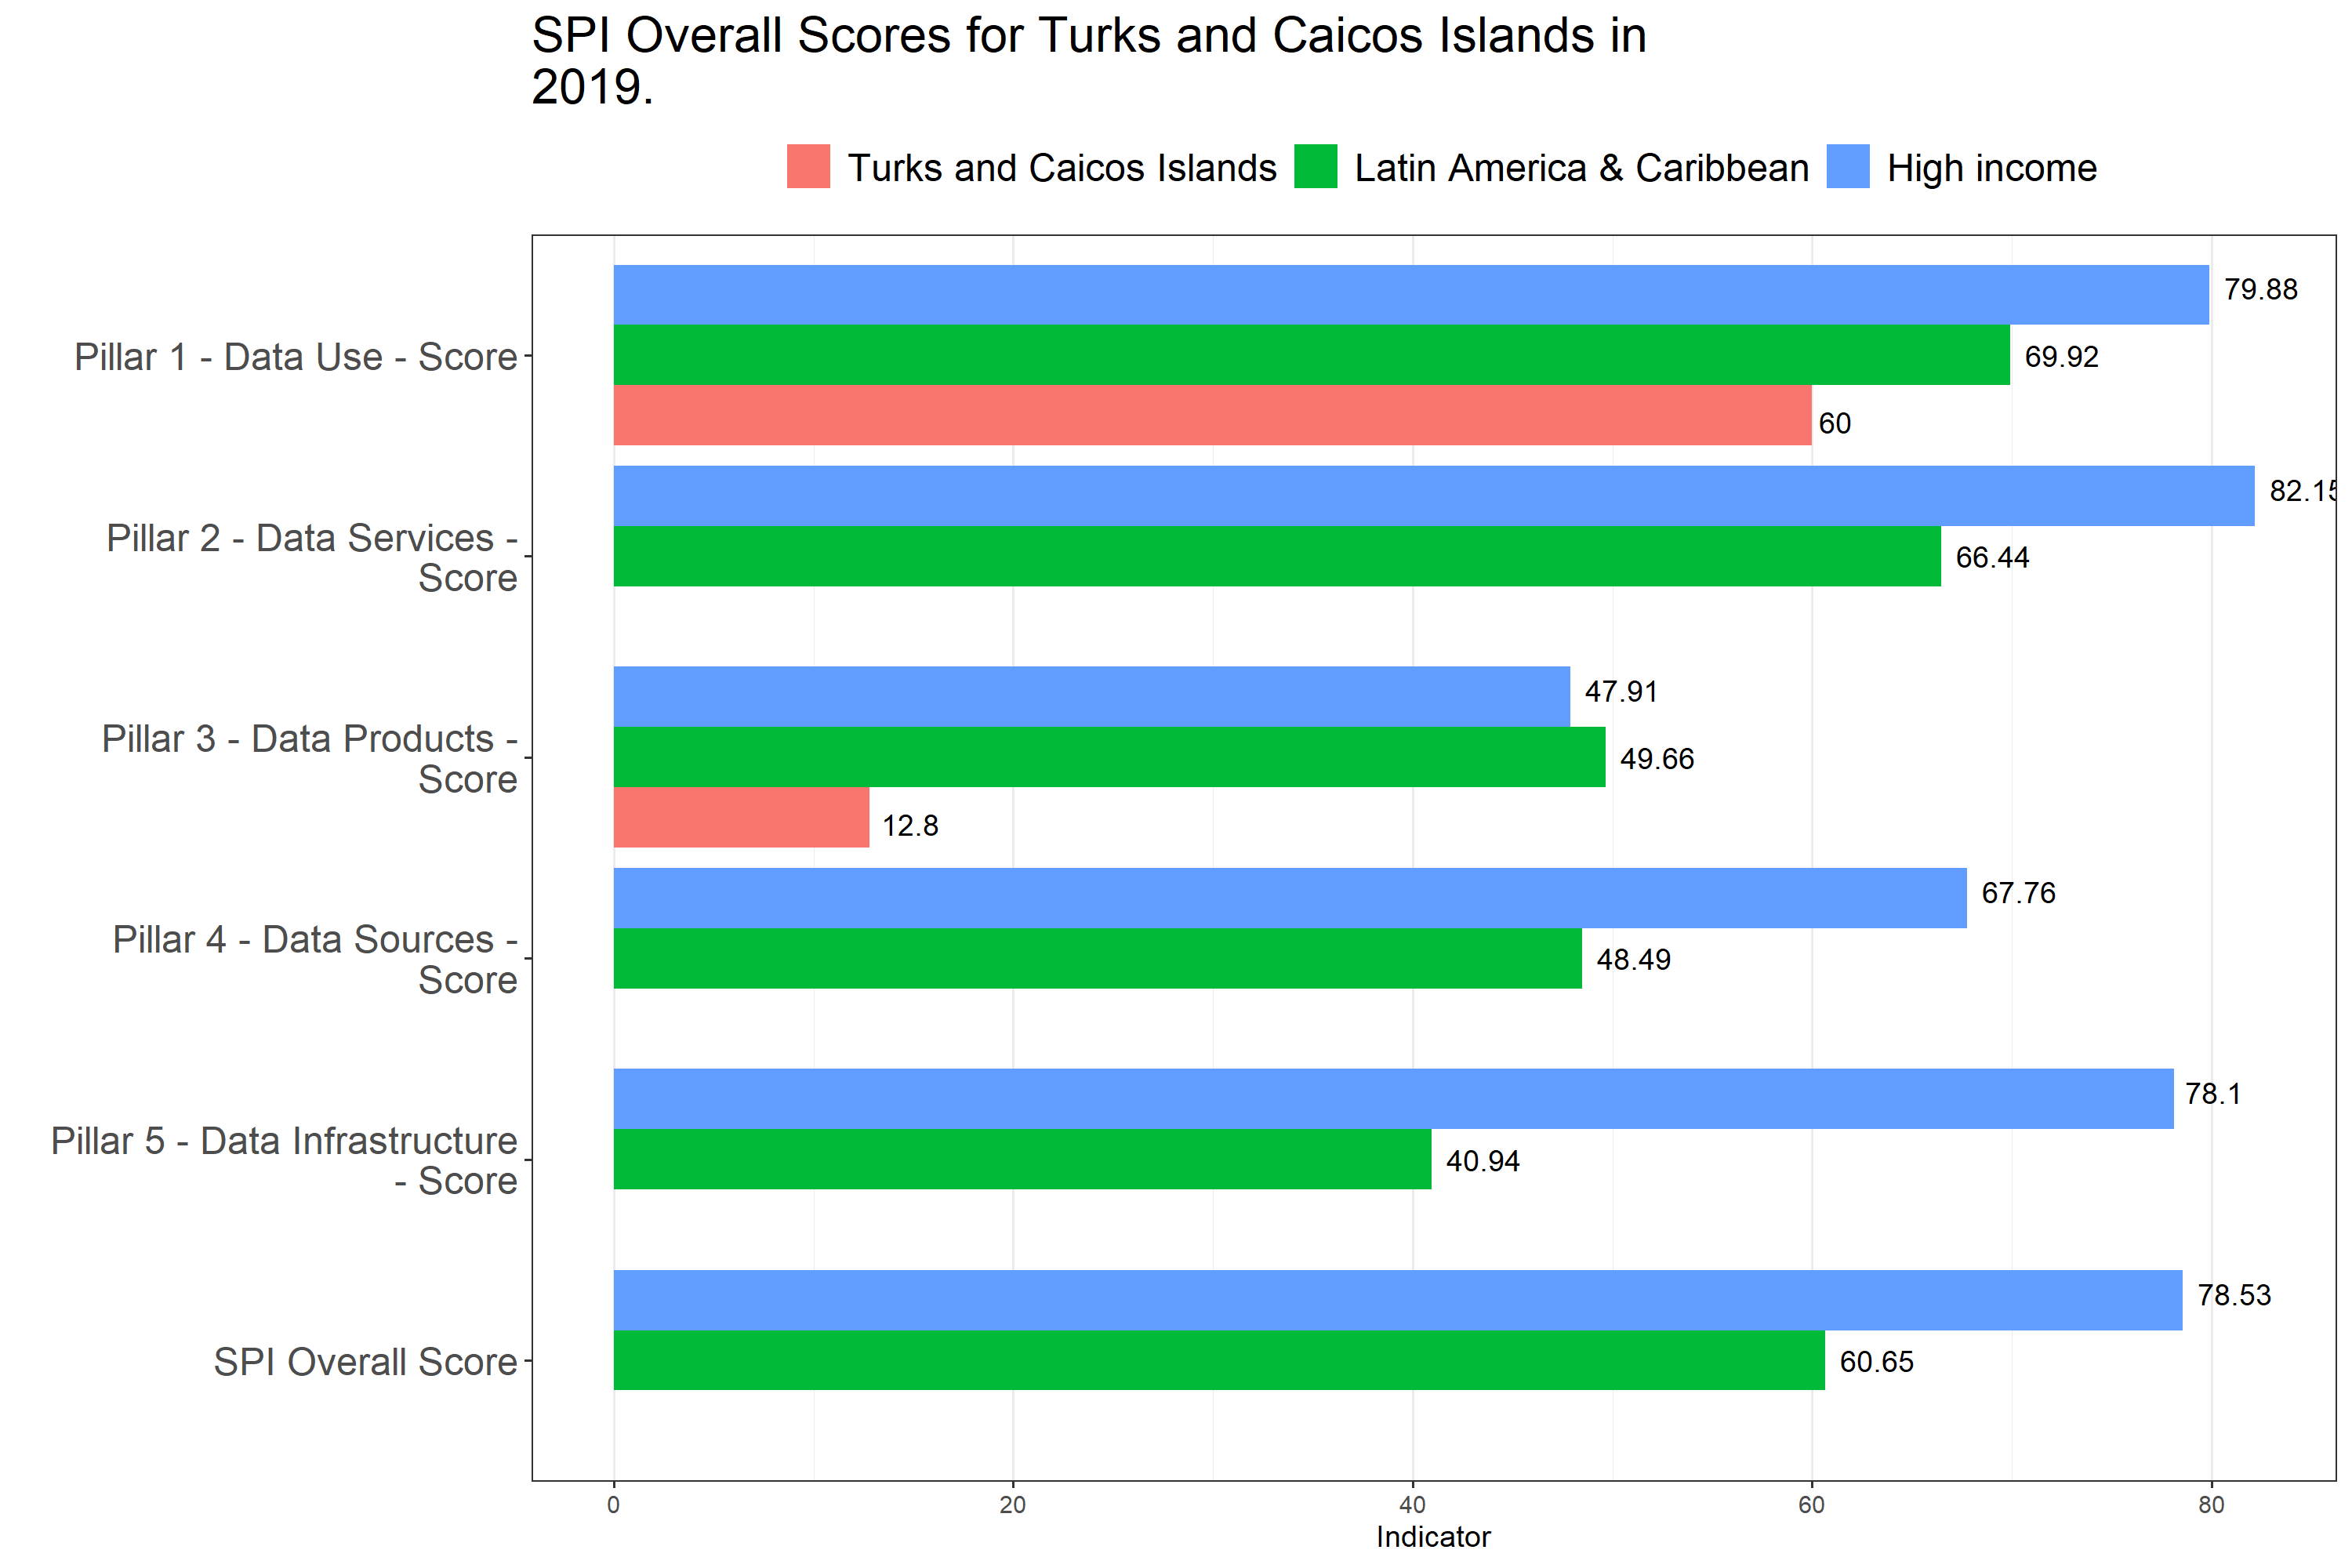 SPI Overall Scores for Turks and Caicos Islands in
2019.
Turks and Caicos Islands Latin America & Caribbean High income
79.88
Pillar 1 - Data Use - Score
69.92
60
82.15
Pillar 2 - Data Services -
Score
66.44
47.91
Pillar 3 - Data Products -
Score
49.66
12.8
67.76
Pillar 4 - Data Sources -
Score
48.49
78.1
Pillar 5 - Data Infrastructure
- Score
40.94
78.53
SPI Overall Score
60.65
0 20 40 60 80
Indicator